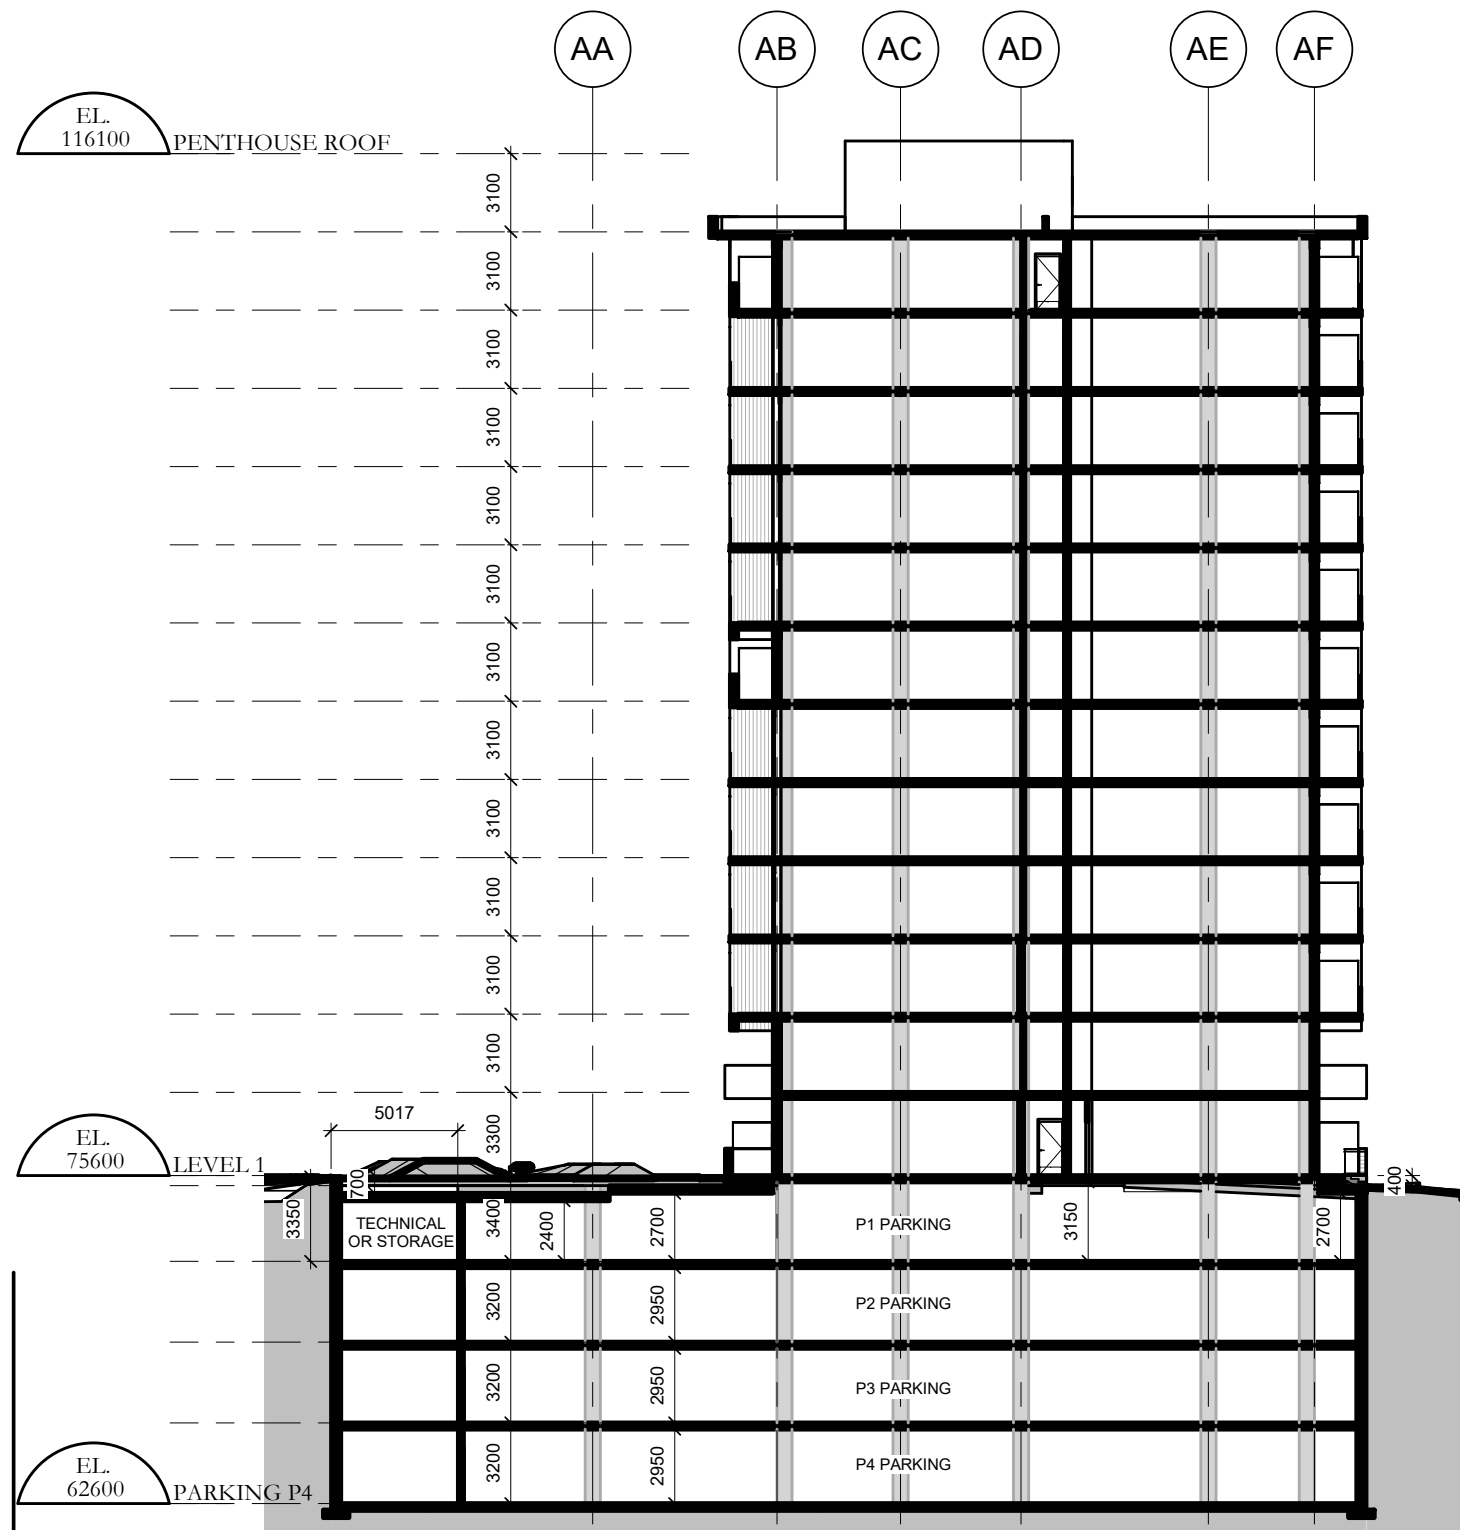 AA AB AC AD AE AF
EL.
116100
PENTHOUSE ROOF
3100
3100
3100
3100
3100
3100
3100
3100
3100
3100
3100
3100
3300
5017
EL.
75600
LEVEL 1
700
400
3350
3400
2400
2700
3150
2700
TECHNICAL
OR STORAGE
P1 PARKING
3200
2950
P2 PARKING
3200
2950
P3 PARKING
3200
2950
P4 PARKING
EL.
62600
PARKING P4